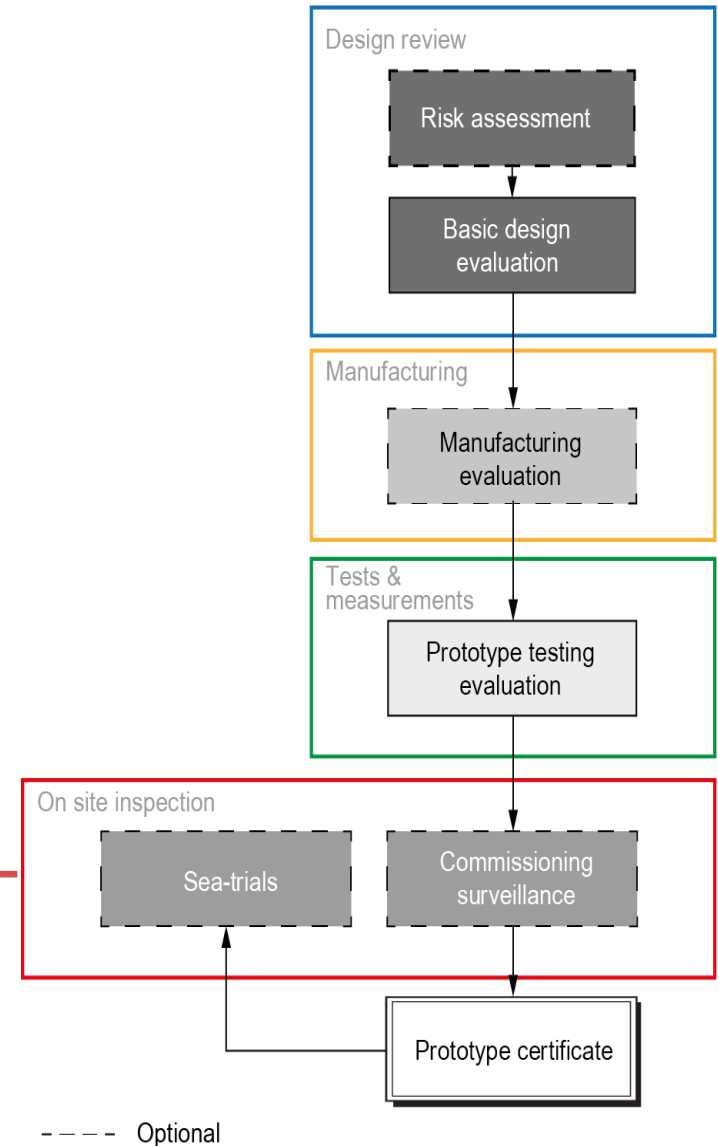 Design review
Risk assessment
Basic design
evaluation
Manufacturing
Manufacturing
evaluation
Tests &
measurements
Prototype testing
evaluation
On site inspection
Sea-trials
Commissioning
surveillance
Prototype certificate
Optional